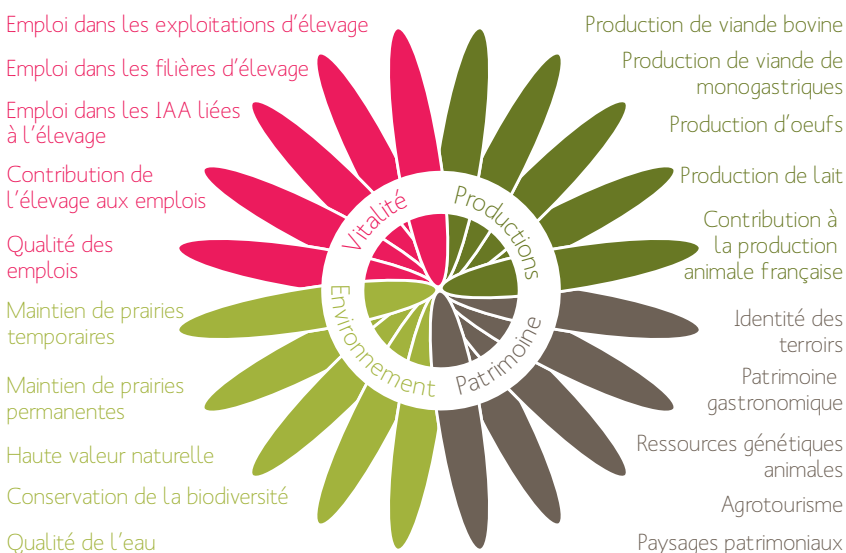 Emploi dans les exploitations d'élevage
Emploi dans les filières d'élevage
Emploi dans les IAA liées
à l'élevage
Contribution de
l'élevage aux emplois
Qualité des
emplois
Maintien de prairies
temporaires
Maintien de prairies
permanentes
Haute valeur naturelle
Conservation de la biodiversité
Qualité de l'eau
Vitalité
Productions
Environnement
Patrimoine
Production de viande bovine
Production de viande de
monogastriques
Production d'oeufs
Production de lait
Contribution à
la production
animale française
Identité des
terroirs
Patrimoine
gastronomique
Ressources génétiques
animales
Agrotourisme
Paysages patrimoniaux